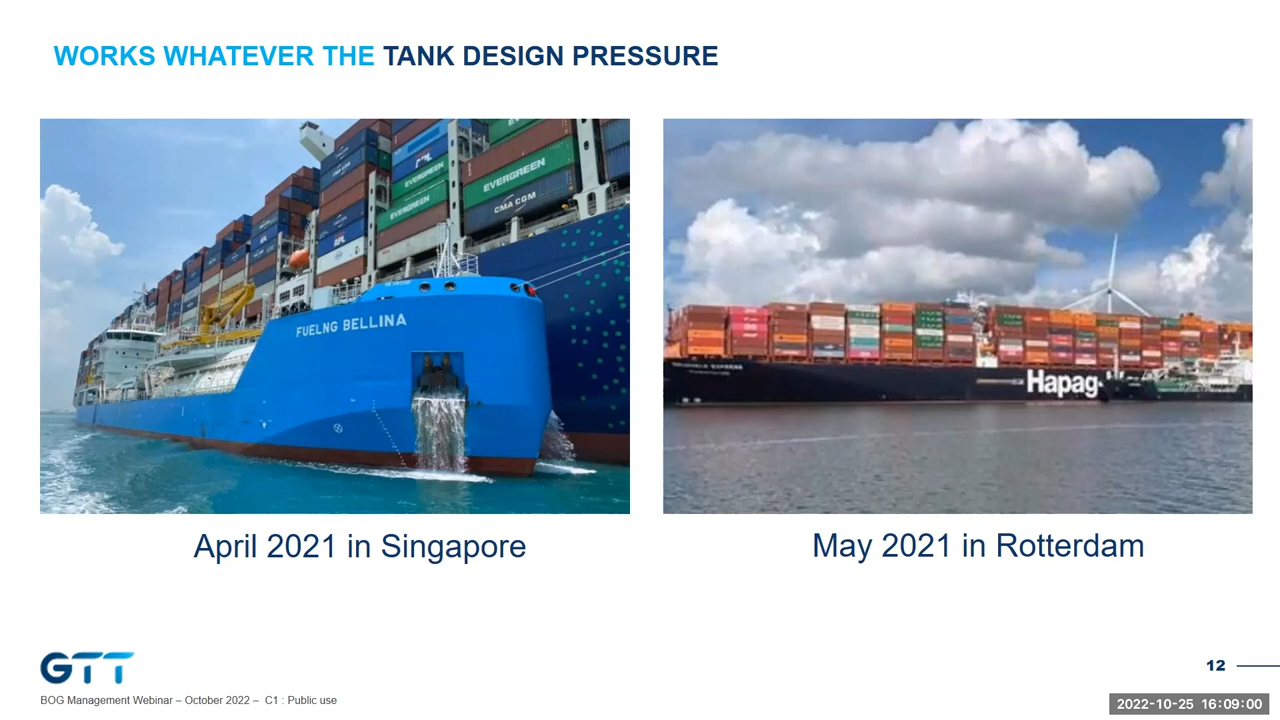 WORKS WHATEVER THE TANK DESIGN PRESSURE
EVERGREEN
EVERGREEN
EVERGREEN
CMA CGM
APL
APL
FUELNG BELLINA
Hapag-
April 2021 in Singapore
May 2021 in Rotterdam
GTT
12
BOG Management Webinar – October 2022 – C1 : Public use
2022-10-25 16:09:00